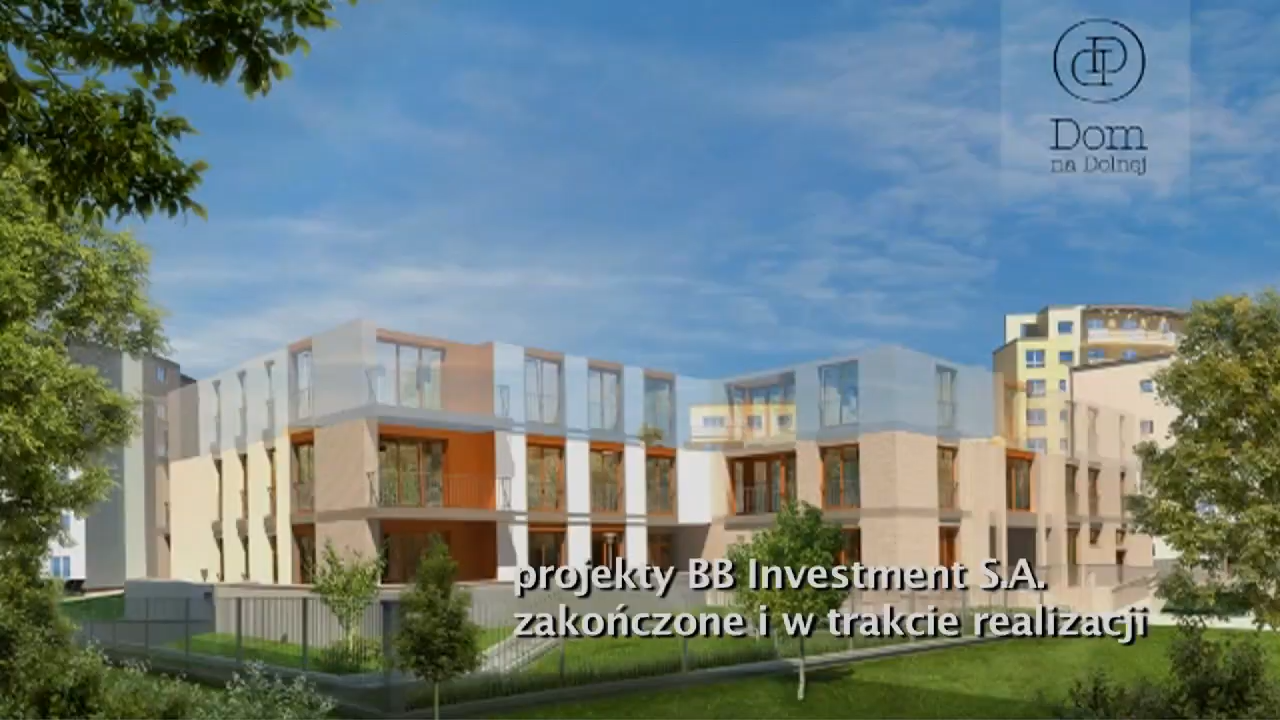 Dom
na Dolnej
projekty BB Investment S.A.
zakończone i w trakcie realizacji